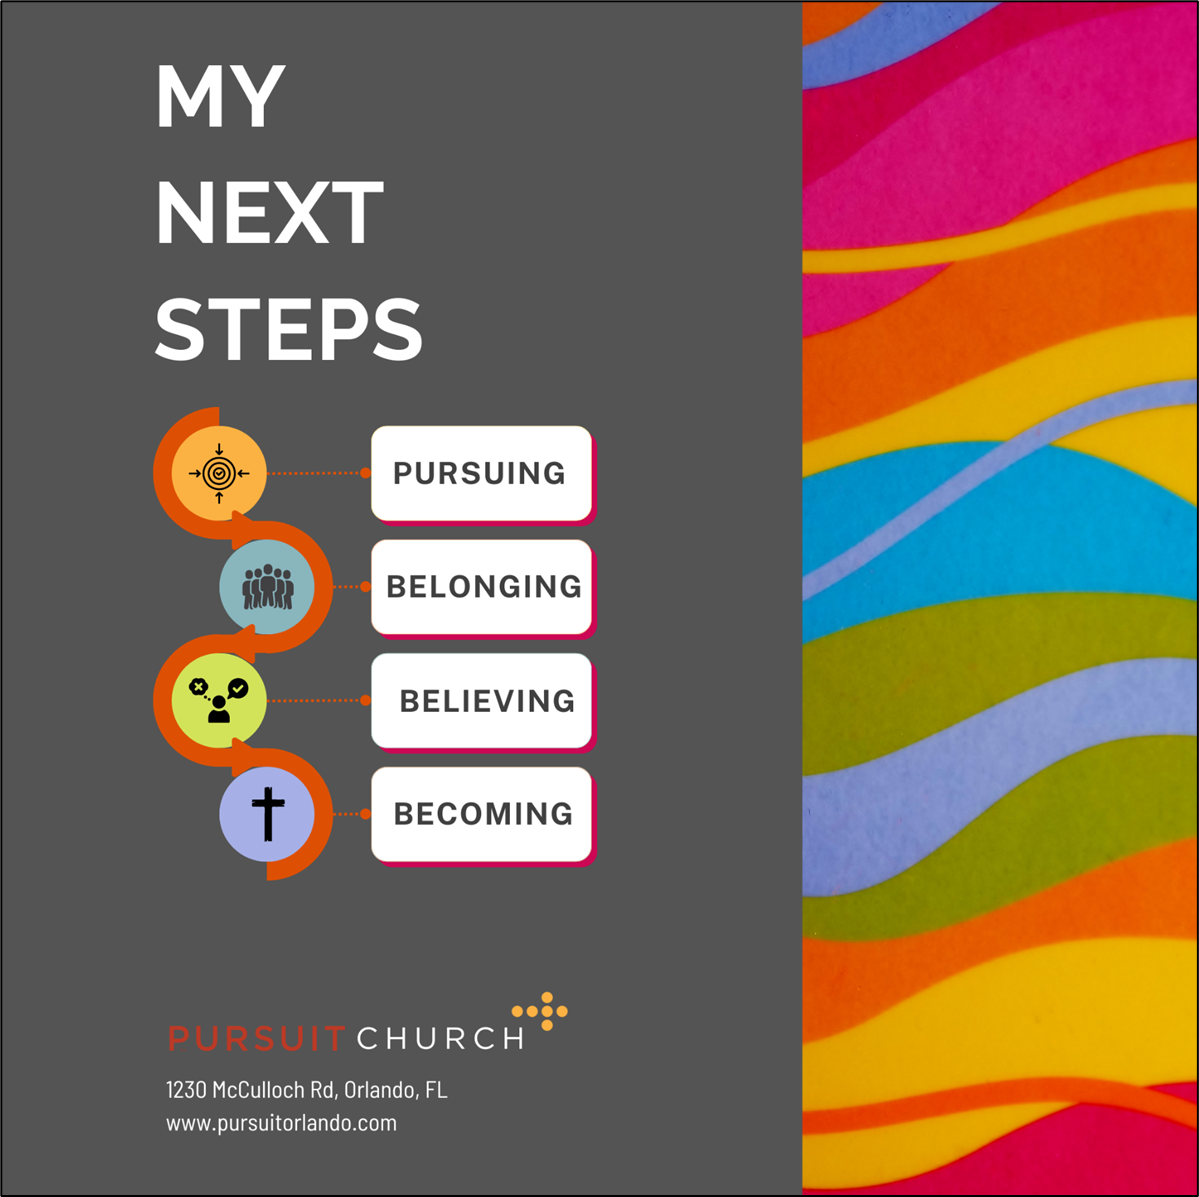 MY
NEXT
STEPS
PURSUING
BELONGING
BELIEVING
BECOMING
PURSUIT CHURCH
1230 McCulloch Rd, Orlando, FL
www.pursuitorlando.com